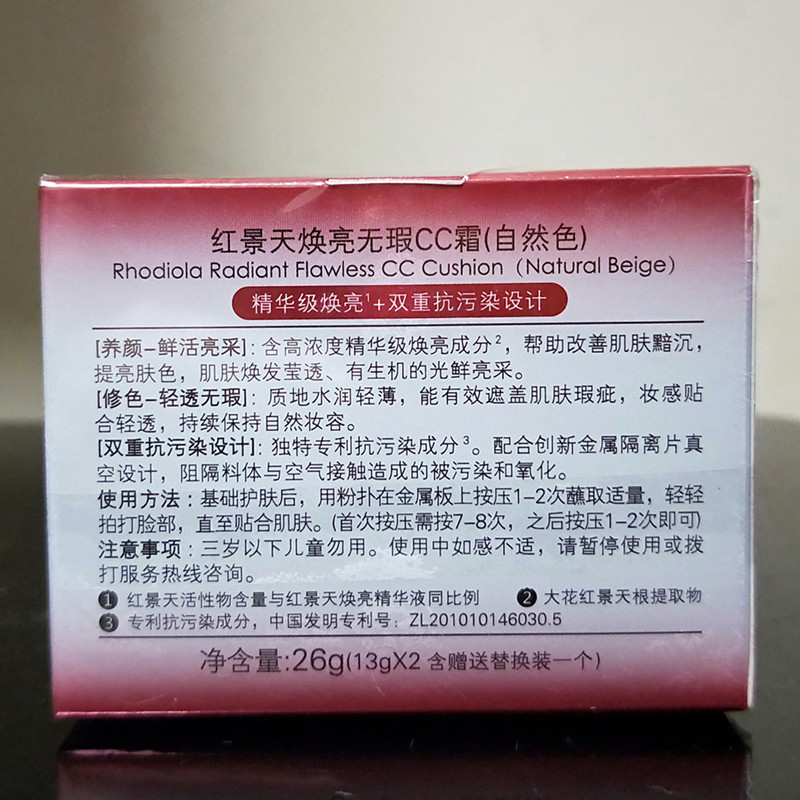 红景天焕亮无瑕CC霜(自然色)
Rhodiola Radiant Flawless CC Cushion（Natural Beige）
精华级焕亮¹+双重抗污染设计
[养颜-鲜活亮采]：含高浓度精华级焕亮成分²，帮助改善肌肤黯沉，
提亮肤色，肌肤焕发莹透、有生机的光鲜亮采。
[修色-轻透无瑕]：质地水润轻薄，能有效遮盖肌肤瑕疵，妆感贴
合轻透，持续保持自然妆容。
[双重抗污染设计]：独特专利抗污染成分³。配合创新金属隔离片真
空设计，阻隔料体与空气接触造成的被污染和氧化。
使用方法：基础护肤后，用粉扑在金属板上按压1-2次蘸取适量，轻轻
拍打脸部，直至贴合肌肤。(首次按压需按7-8次，之后按压1-2次即可)
注意事项：三岁以下儿童勿用。使用中如感不适，请暂停使用或拨
打服务热线咨询。
❶ 红景天活性物含量与红景天焕亮精华液同比例 ❷ 大花红景天根提取物
❸ 专利抗污染成分，中国发明专利号：ZL201010146030.5
净含量:26g(13gX2 含赠送替换装一个)